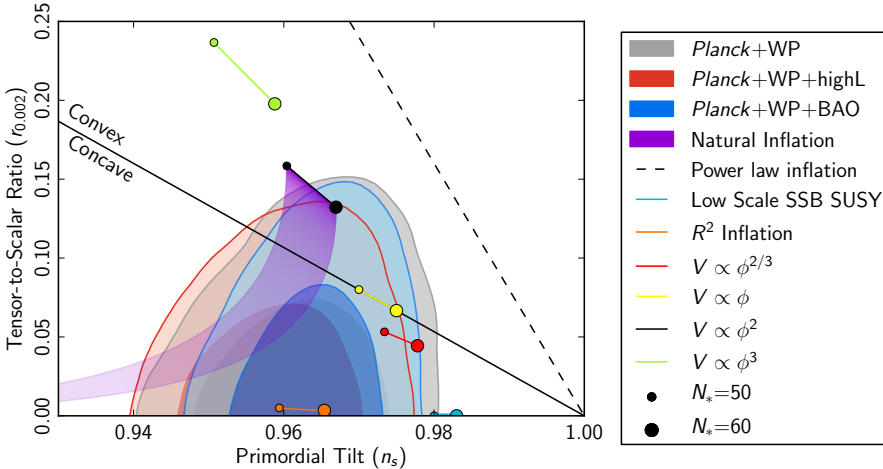 Tensor-to-Scalar Ratio (r₀.₀₀₂)
0.00 0.05 0.10 0.15 0.20 0.25
Convex
Concave
0.94 0.96 0.98 1.00
Primordial Tilt (nₛ)
Planck+WP
Planck+WP+highL
Planck+WP+BAO
Natural Inflation
Power law inflation
Low Scale SSB SUSY
R² Inflation
V ∝ ϕ²/³
V ∝ ϕ
V ∝ ϕ²
V ∝ ϕ³
N*=50
N*=60